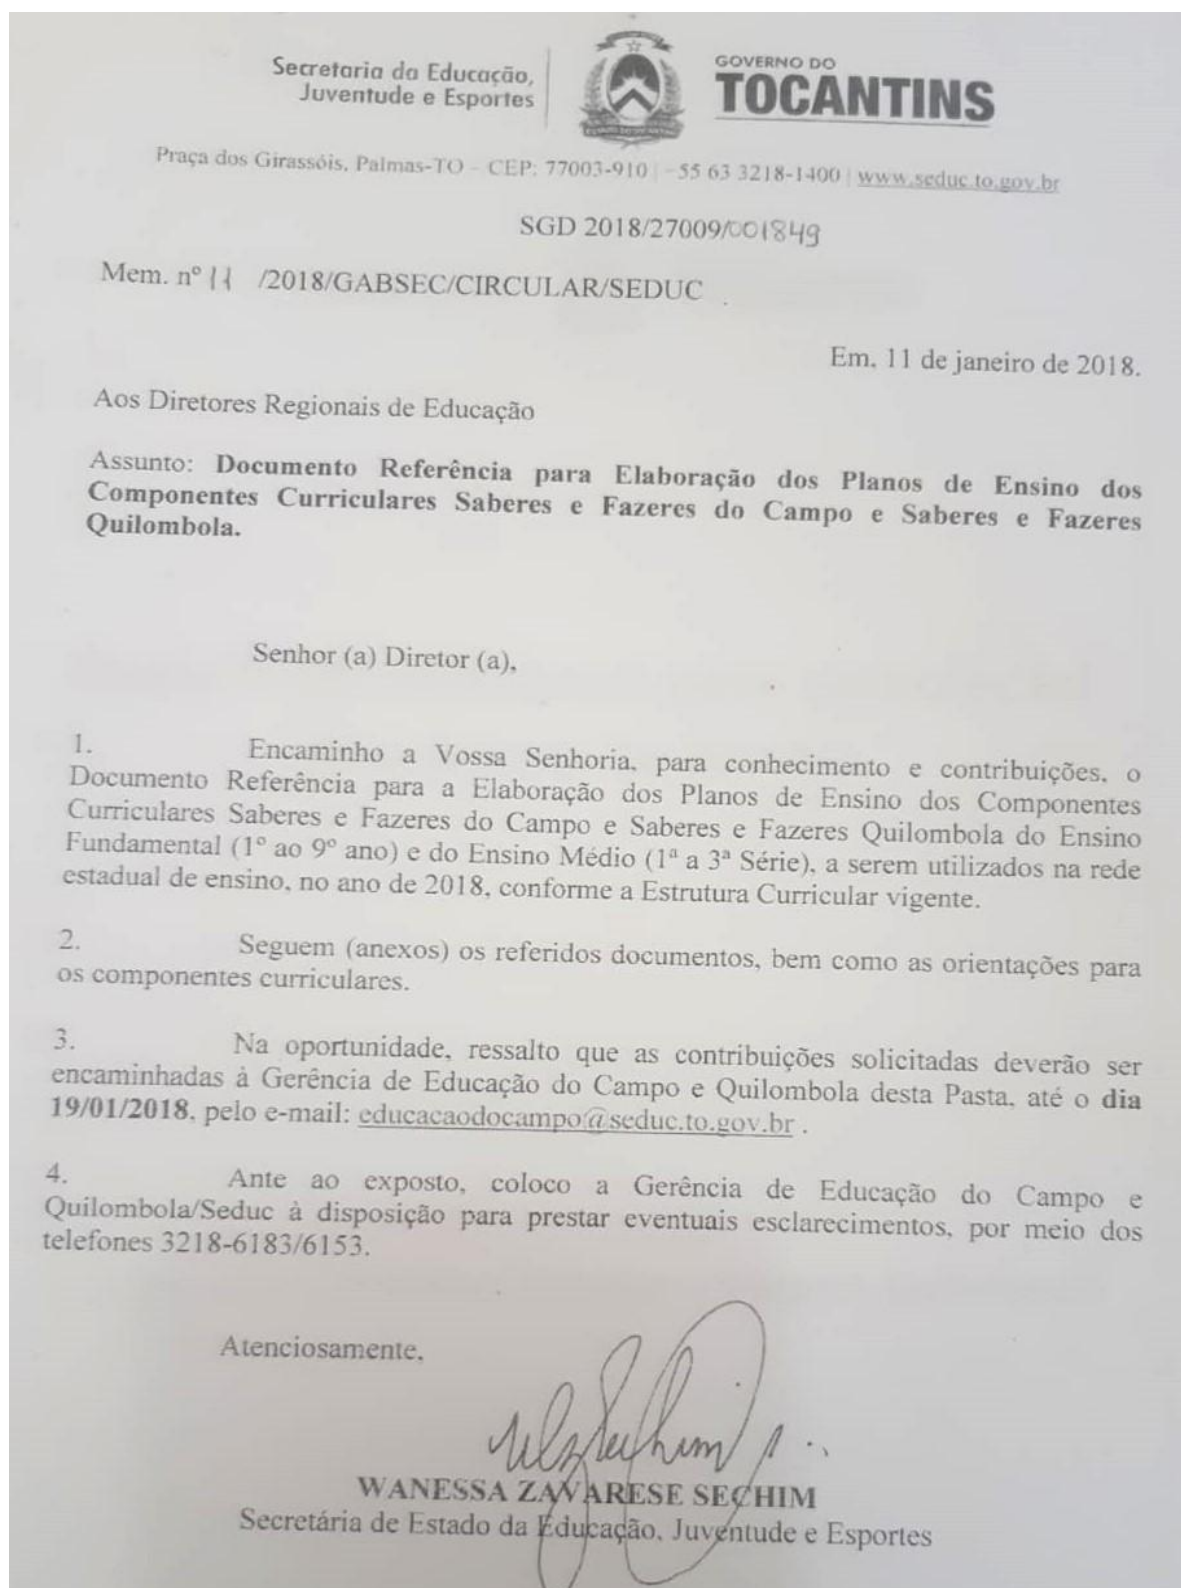 Secretaria da Educação,
Juventude e Esportes
GOVERNO DO
TOCANTINS
Praça dos Girassóis, Palmas-TO - CEP: 77003-910 | -55 63 3218-1400 | www.seduc.to.gov.br
SGD 2018/27009/001849
Mem. nº 11 /2018/GABSEC/CIRCULAR/SEDUC
Em, 11 de janeiro de 2018.
Aos Diretores Regionais de Educação
Assunto: Documento Referência para Elaboração dos Planos de Ensino dos
Componentes Curriculares Saberes e Fazeres do Campo e Saberes e Fazeres
Quilombola.
Senhor (a) Diretor (a),
1. Encaminho a Vossa Senhoria, para conhecimento e contribuições, o
Documento Referência para a Elaboração dos Planos de Ensino dos Componentes
Curriculares Saberes e Fazeres do Campo e Saberes e Fazeres Quilombola do Ensino
Fundamental (1º ao 9º ano) e do Ensino Médio (1ª a 3ª Série), a serem utilizados na rede
estadual de ensino, no ano de 2018, conforme a Estrutura Curricular vigente.
2. Seguem (anexos) os referidos documentos, bem como as orientações para
os componentes curriculares.
3. Na oportunidade, ressalto que as contribuições solicitadas deverão ser
encaminhadas à Gerência de Educação do Campo e Quilombola desta Pasta, até o dia
19/01/2018, pelo e-mail: educacaodocampo@seduc.to.gov.br .
4. Ante ao exposto, coloco a Gerência de Educação do Campo e
Quilombola/Seduc à disposição para prestar eventuais esclarecimentos, por meio dos
telefones 3218-6183/6153.
Atenciosamente,
WANESSA ZAVARESE SECHIM
Secretária de Estado da Educação, Juventude e Esportes